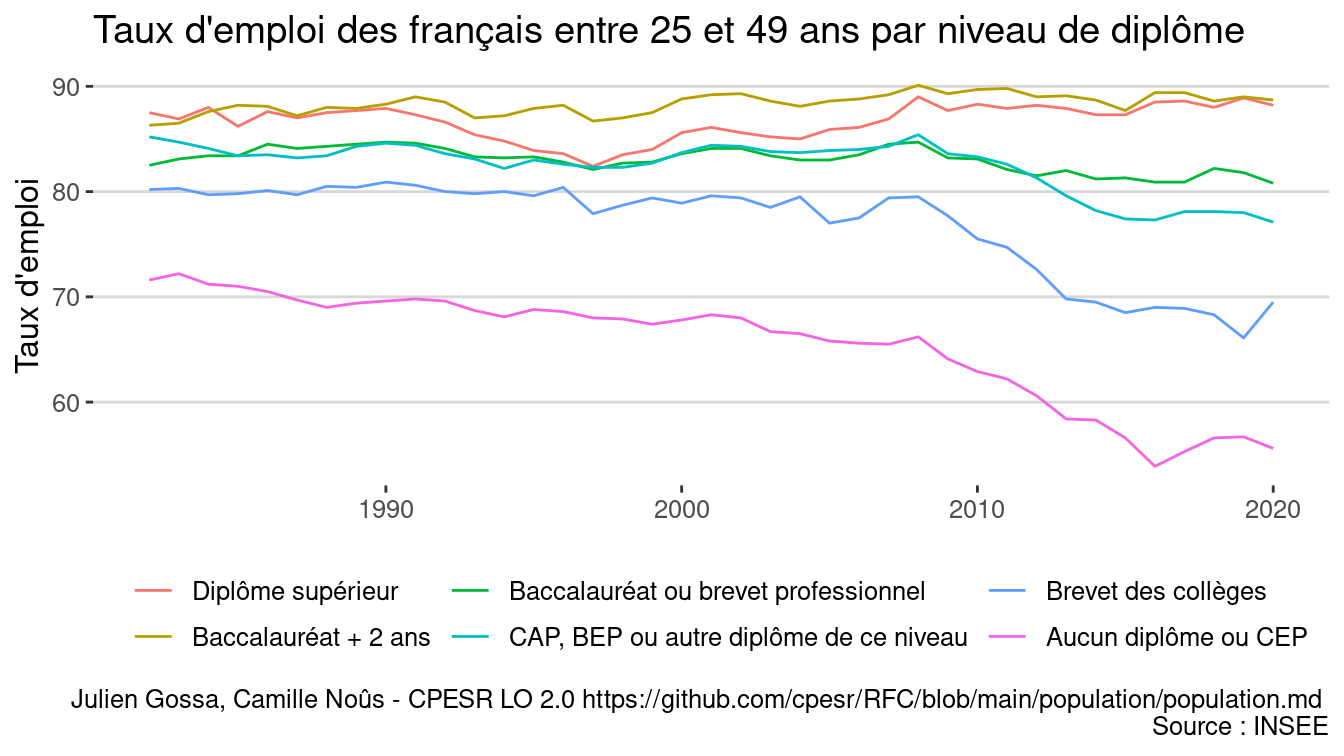 Taux d'emploi des français entre 25 et 49 ans par niveau de diplôme
Taux d'emploi
90
80
70
60
1990 2000 2010 2020
Diplôme supérieur Baccalauréat ou brevet professionnel Brevet des collèges
Baccalauréat + 2 ans CAP, BEP ou autre diplôme de ce niveau Aucun diplôme ou CEP
Julien Gossa, Camille Noûs - CPESR LO 2.0 https://github.com/cpesr/RFC/blob/main/population/population.md
Source : INSEE